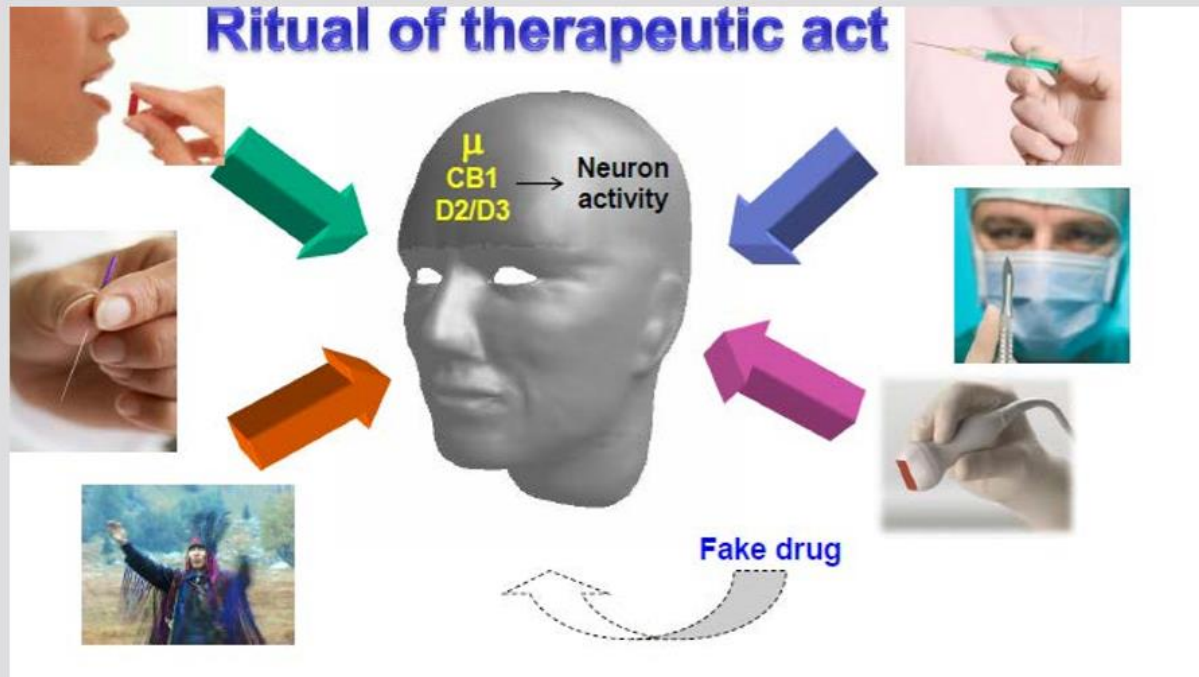 Ritual of therapeutic act
μ
CB1
D2/D3
→ Neuron
activity
Fake drug